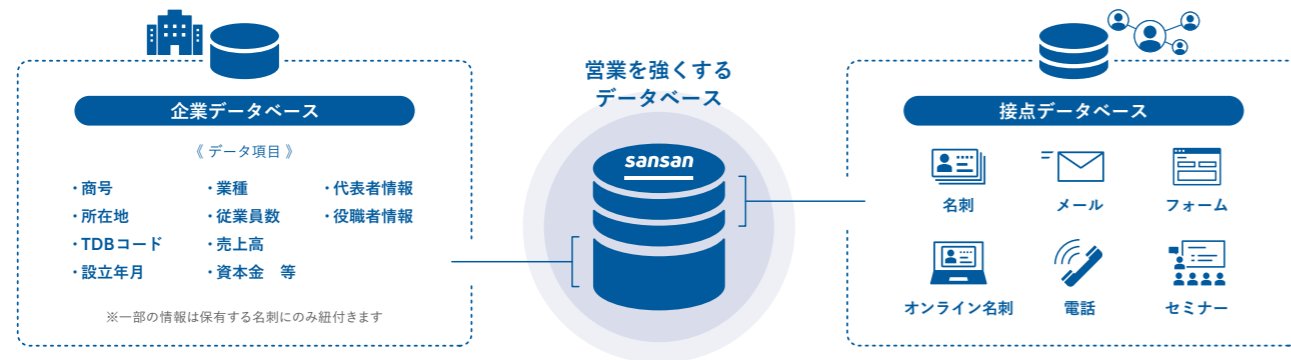 企業データベース
《 データ項目 》
・商号
・所在地
・TDBコード
・設立年月
・業種
・従業員数
・売上高
・資本金　等
・代表者情報
・役職者情報
※一部の情報は保有する名刺にのみ紐付きます
営業を強くする
データベース
sansan
接点データベース
名刺
メール
フォーム
オンライン名刺
電話
セミナー